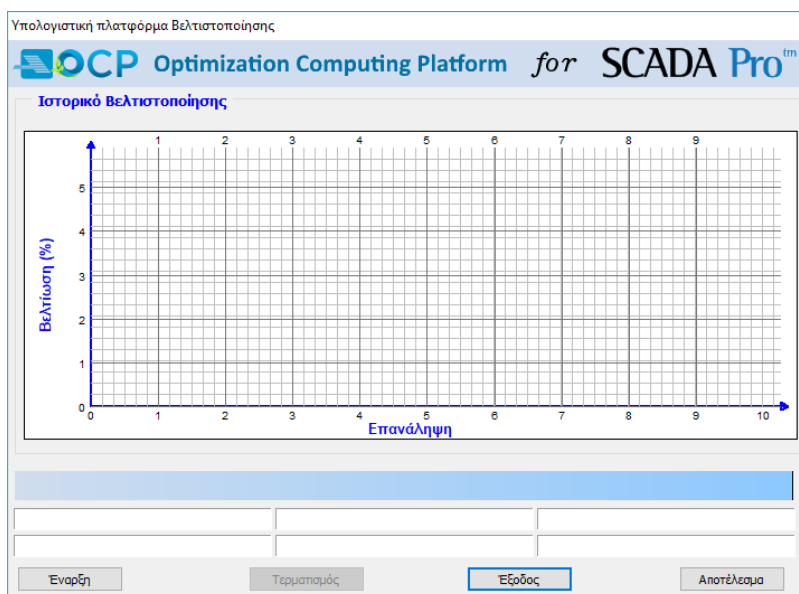 Υπολογιστική πλατφόρμα Βελτιστοποίησης
OCP Optimization Computing Platform for SCADA Pro™
Ιστορικό Βελτιστοποίησης
1 2 3 4 5 6 7 8 9
5
4
3
2
1
0
Βελτίωση (%)
0 1 2 3 4 5 6 7 8 9 10
Επανάληψη
Έναρξη Τερματισμός Έξοδος Αποτέλεσμα